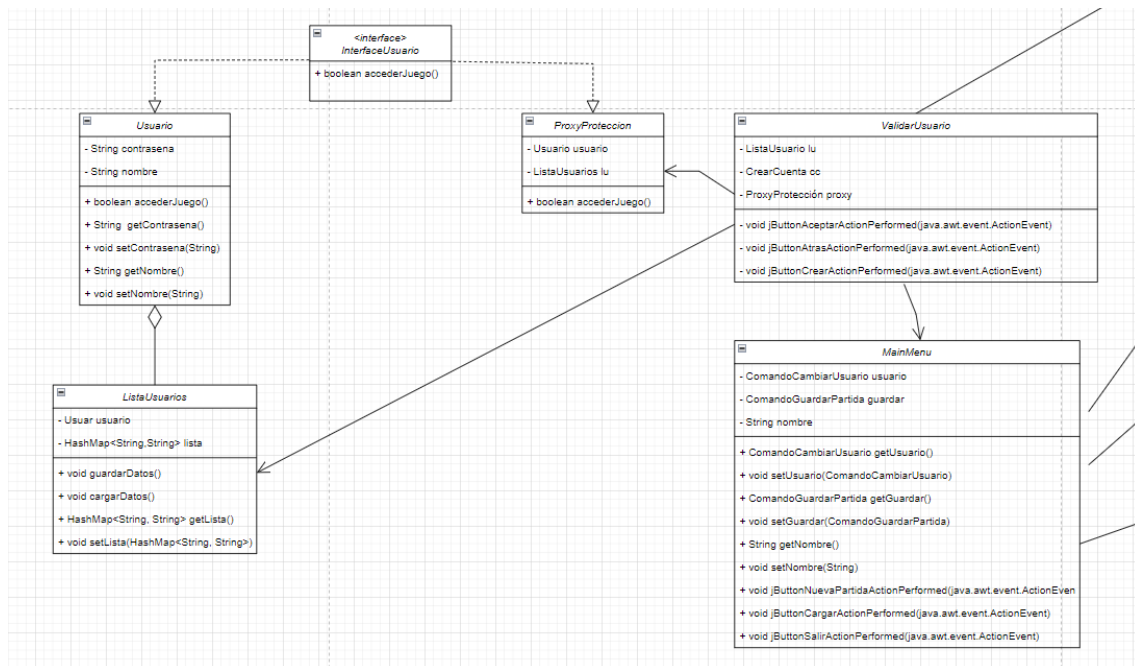 <interface>
InterfaceUsuario
+ boolean accederJuego()
Usuario
- String contrasena
- String nombre
+ boolean accederJuego()
+ String getContrasena()
+ void setContrasena(String)
+ String getNombre()
+ void setNombre(String)
ProxyProteccion
- Usuario usuario
- ListaUsuarios lu
+ boolean accederJuego()
ValidarUsuario
- ListaUsuario lu
- CrearCuenta cc
- ProxyProtección proxy
- void jButtonAceptarActionPerformed(java.awt.event.ActionEvent)
- void jButtonAtrasActionPerformed(java.awt.event.ActionEvent)
- void jButtonCrearActionPerformed(java.awt.event.ActionEvent)
ListaUsuarios
- Usuar usuario
- HashMap<String,String> lista
+ void guardarDatos()
+ void cargarDatos()
+ HashMap<String, String> getLista()
+ void setLista(HashMap<String, String>)
MainMenu
- ComandoCambiarUsuario usuario
- ComandoGuardarPartida guardar
- String nombre
+ ComandoCambiarUsuario getUsuario()
+ void setUsuario(ComandoCambiarUsuario)
+ ComandoGuardarPartida getGuardar()
+ void setGuardar(ComandoGuardarPartida)
+ String getNombre()
+ void setNombre(String)
+ void jButtonNuevaPartidaActionPerformed(java.awt.event.ActionEven
+ void jButtonCargarActionPerformed(java.awt.event.ActionEvent)
+ void jButtonSalirActionPerformed(java.awt.event.ActionEvent)